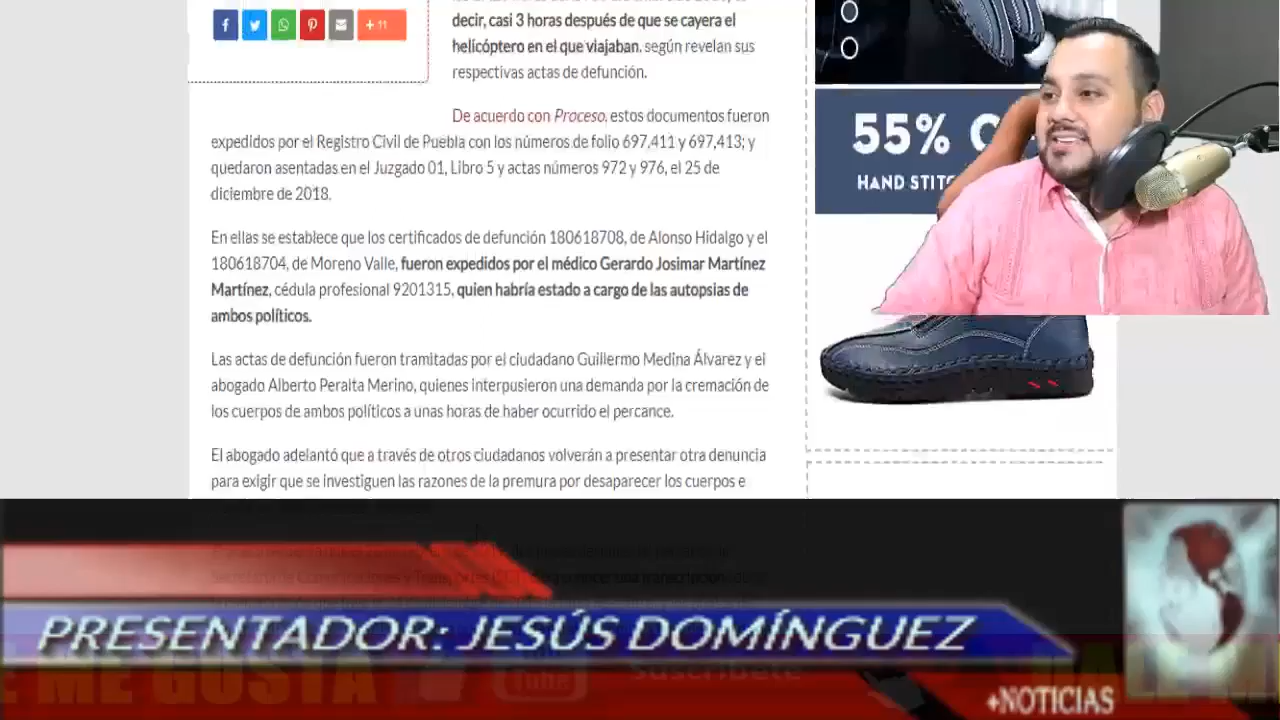 decir, casi 3 horas después de que se cayera el
helicóptero en el que viajaban. según revelan sus
respectivas actas de defunción.
De acuerdo con Proceso, estos documentos fueron
expedidos por el Registro Civil de Puebla con los números de folio 697,411 y 697,413; y
quedaron asentadas en el Juzgado 01, Libro 5 y actas números 972 y 976, el 25 de
diciembre de 2018.
En ellas se establece que los certificados de defunción 180618708, de Alonso Hidalgo y el
180618704, de Moreno Valle, fueron expedidos por el médico Gerardo Josimar Martínez
Martínez, cédula profesional 9201315, quien habría estado a cargo de las autopsias de
ambos políticos.
Las actas de defunción fueron tramitadas por el ciudadano Guillermo Medina Álvarez y el
abogado Alberto Peralta Merino, quienes interpusieron una demanda por la cremación de
los cuerpos de ambos políticos a unas horas de haber ocurrido el percance.
El abogado adelantó que a través de otros ciudadanos volverán a presentar otra denuncia
para exigir que se investiguen las razones de la premura por desaparecer los cuerpos e
+ 11
55%
HAND STITC
PRESENTADOR: JESÚS DOMÍNGUEZ
E ME GUSTA
Tube
Suscríbete
+NOTICIAS